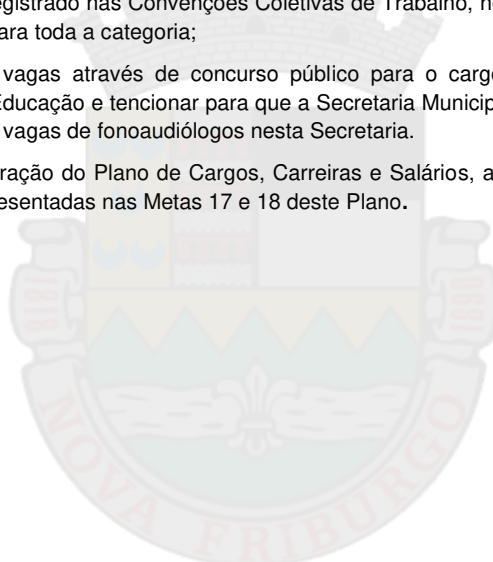 egistrado nas Convenções Coletivas de Trabalho,
ara toda a categoria;
vagas através de concurso público para o carg
Educação e tencionar para que a Secretaria Municip
vagas de fonoaudiólogos nesta Secretaria.
ração do Plano de Cargos, Carreiras e Salários, a
esentadas nas Metas 17 e 18 deste Plano.
1818
1890
NOVA FRIBURGO